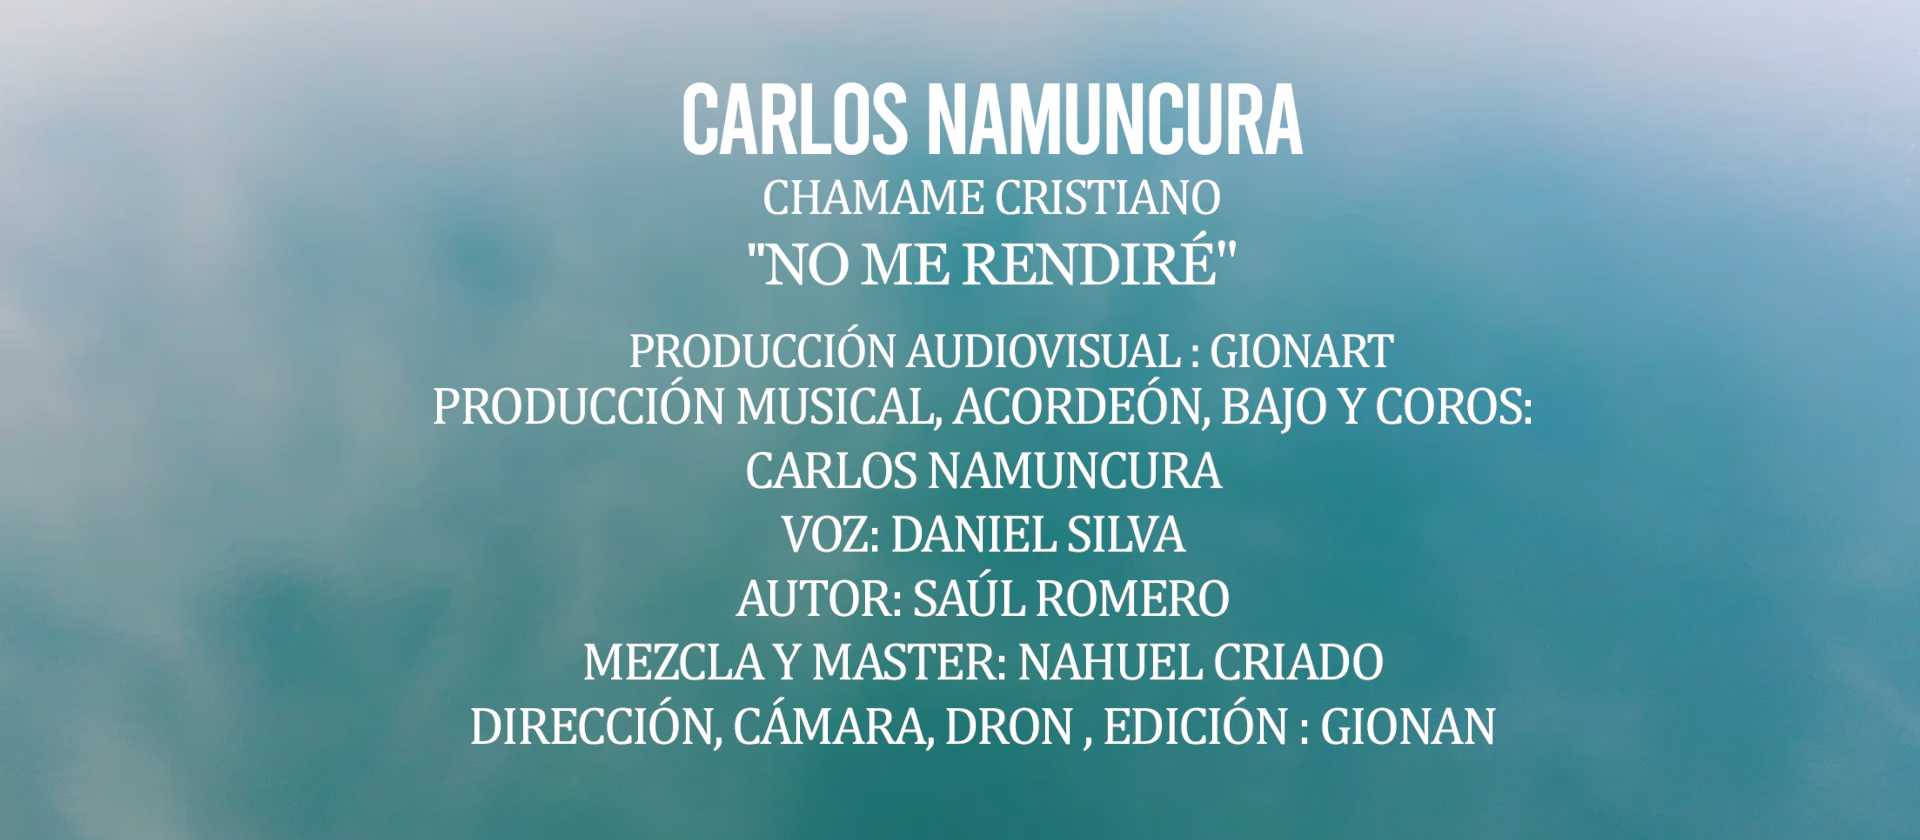 CARLOS NAMUNCURA
CHAMAME CRISTIANO
"NO ME RENDIRÉ"
PRODUCCIÓN AUDIOVISUAL : GIONART
PRODUCCIÓN MUSICAL, ACORDEÓN, BAJO Y COROS:
CARLOS NAMUNCURA
VOZ: DANIEL SILVA
AUTOR: SAÚL ROMERO
MEZCLA Y MASTER: NAHUEL CRIADO
DIRECCIÓN, CÁMARA, DRON , EDICIÓN : GIONAN